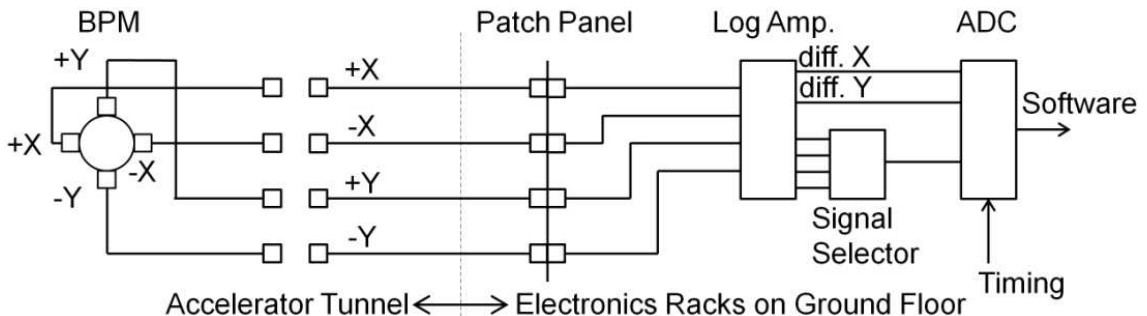 BPM
Patch Panel
Log Amp.
ADC
+Y
+X
-X
-Y
+X
-X
+Y
-Y
diff. X
diff. Y
Software
Signal
Selector
Timing
Accelerator Tunnel
Electronics Racks on Ground Floor